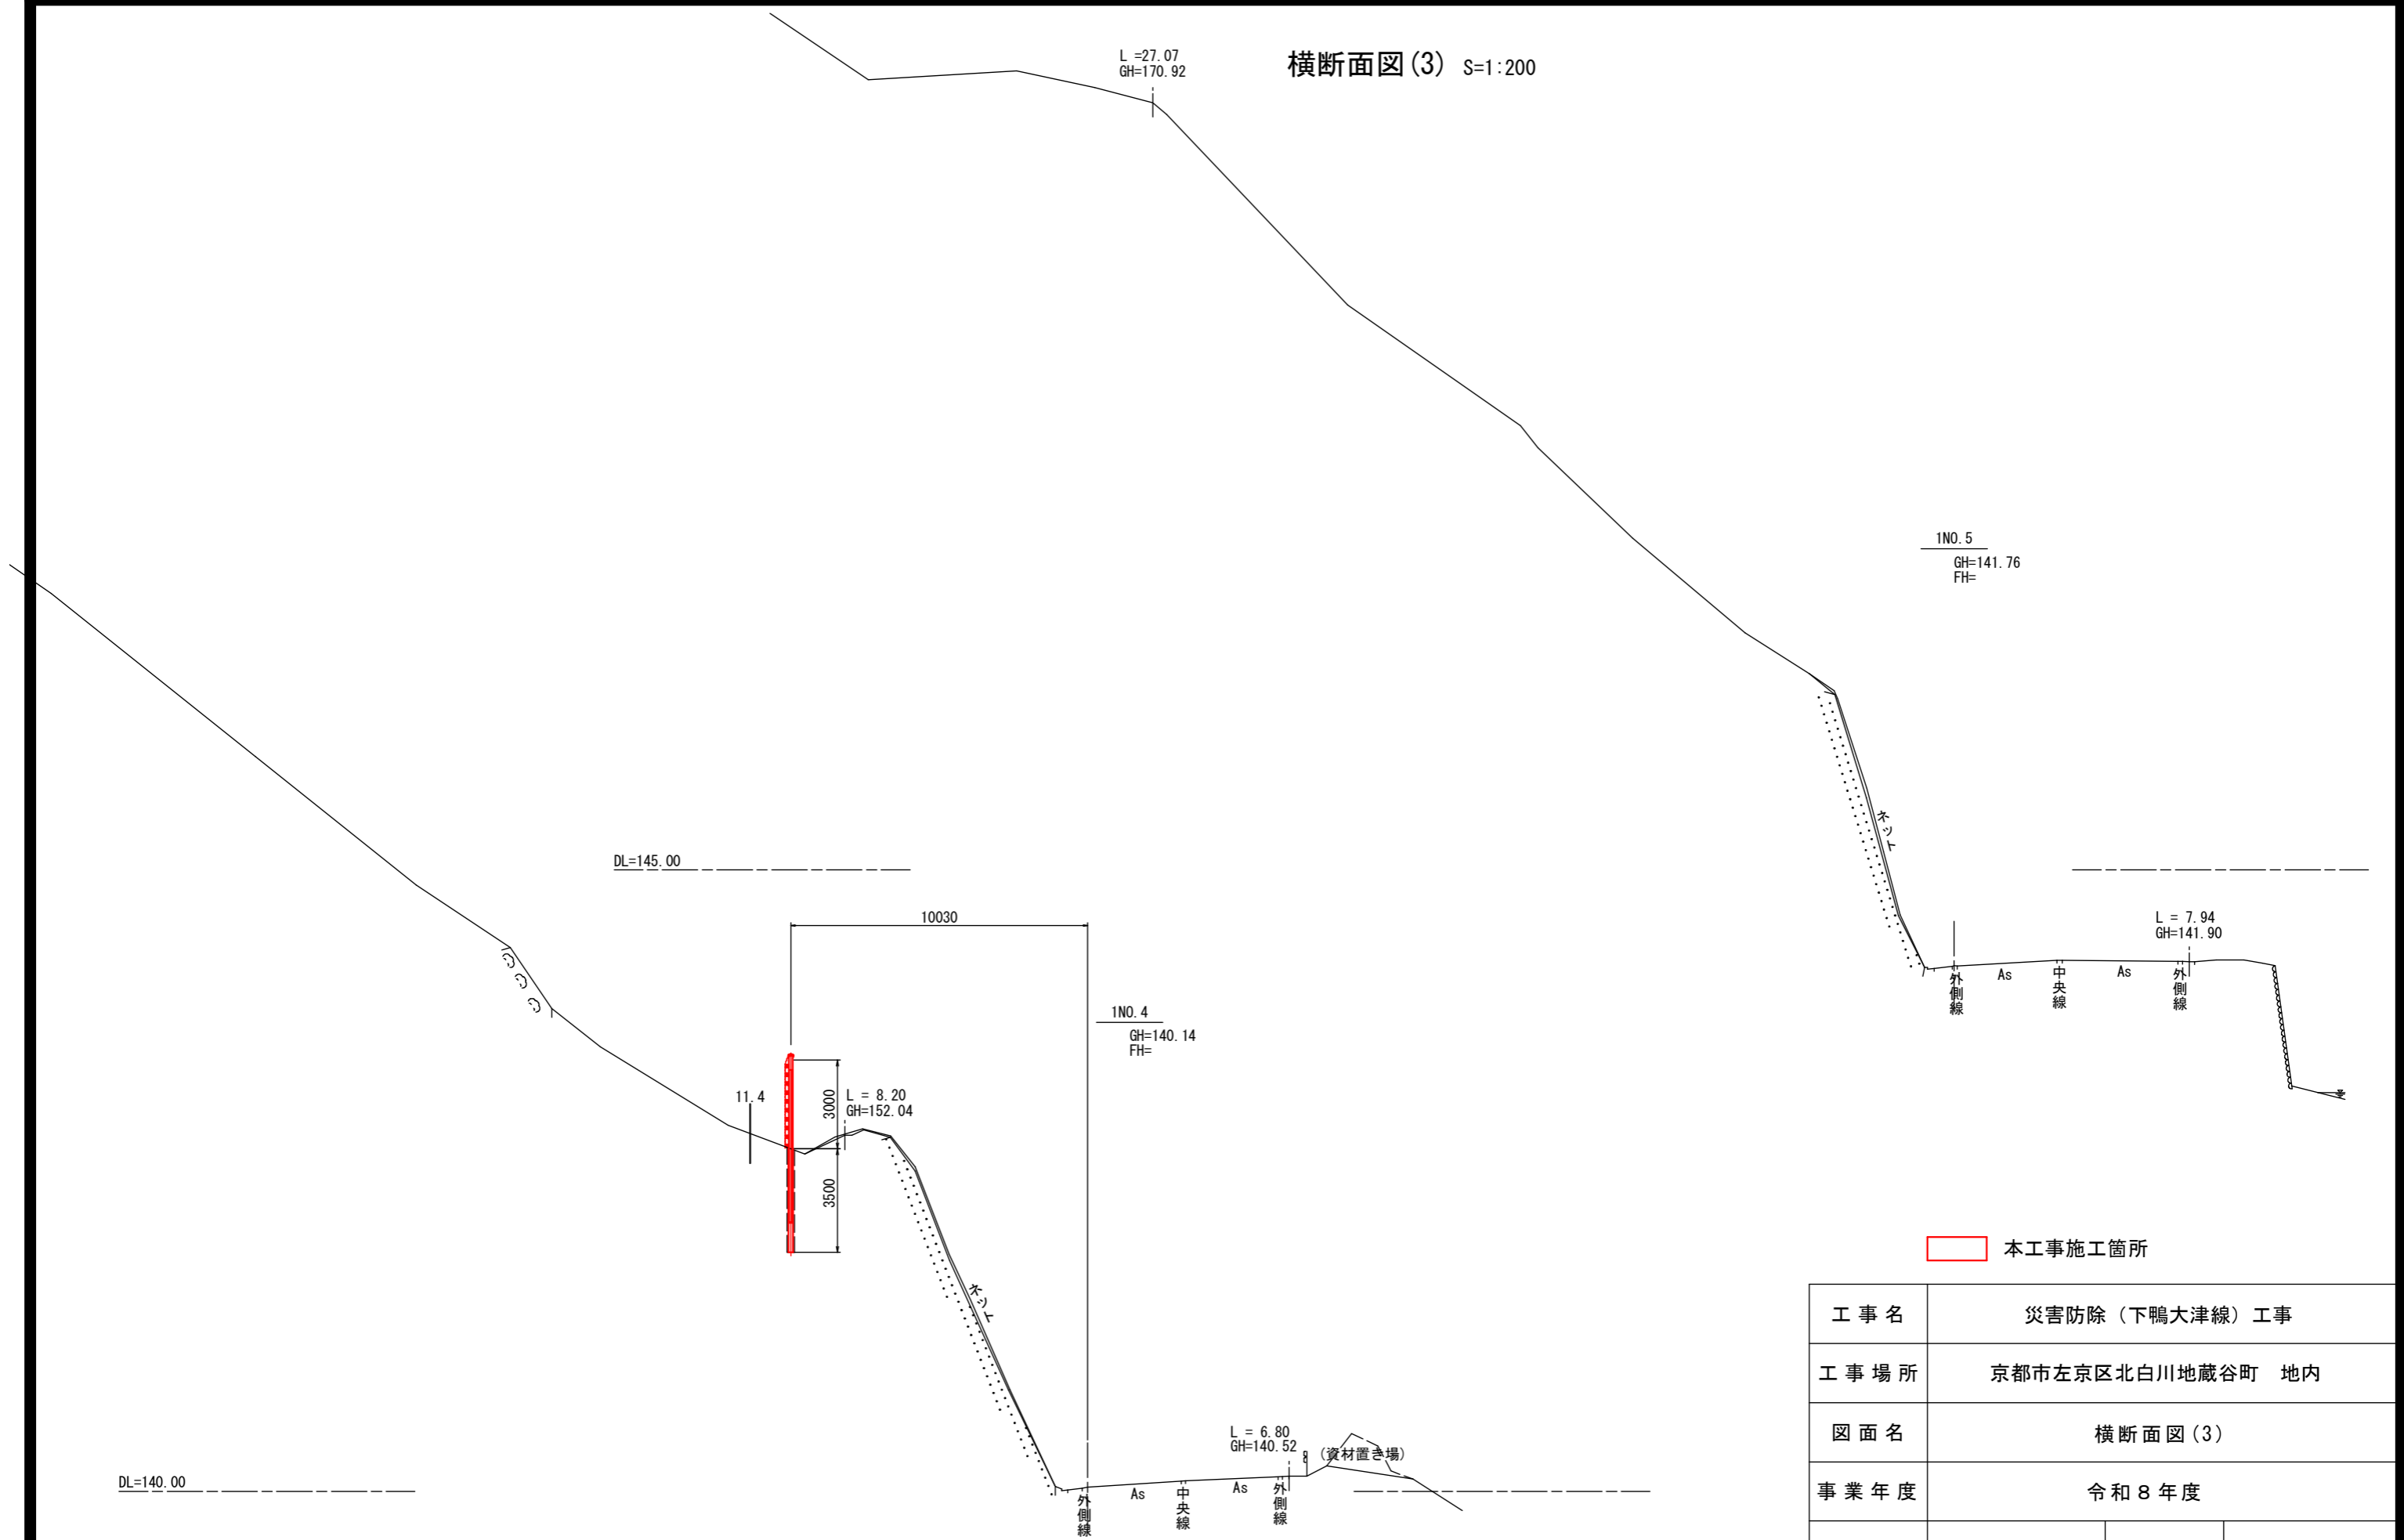 横断面図(3) S=1:200
L =27.07
GH=170.92
1NO.5
GH=141.76
FH=
ネット
DL=145.00
L = 7.94
GH=141.90
外側線
As
中央線
As
外側線
10030
1NO.4
GH=140.14
FH=
11.4
3000
L = 8.20
GH=152.04
3500
ネット
L = 6.80
GH=140.52
(資材置き場)
DL=140.00
外側線
As
中央線
As
外側線
本工事施工箇所
工事名 災害防除（下鴨大津線）工事
工事場所 京都市左京区北白川地蔵谷町　地内
図面名 横断面図(3)
事業年度 令和８年度